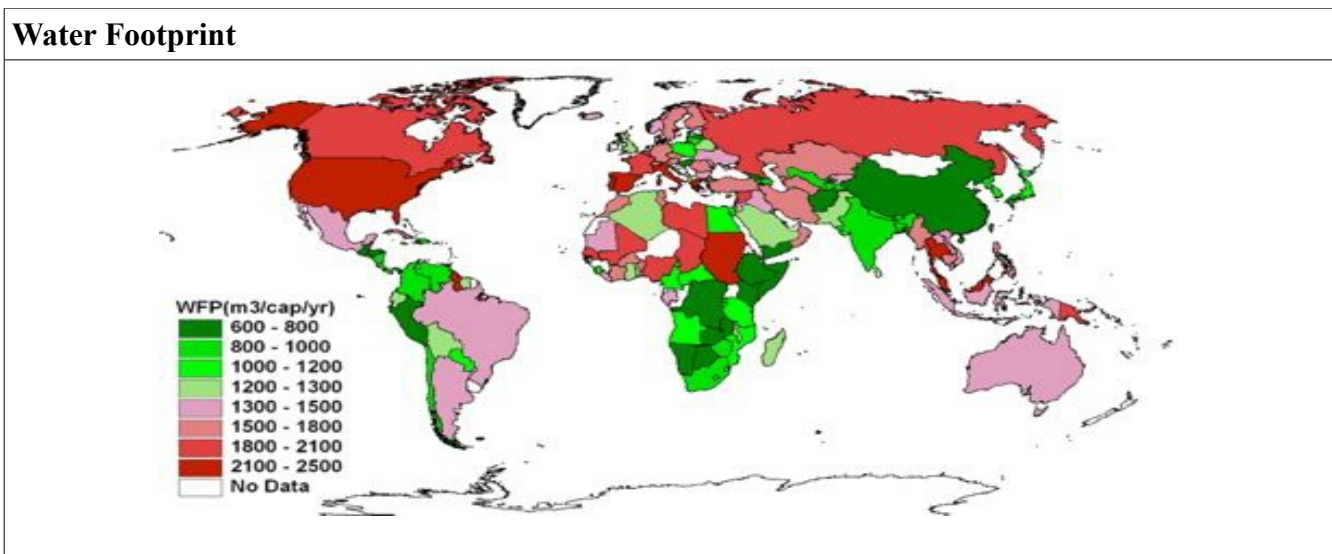 Water Footprint
WFP(m3/cap/yr)
600 - 800
800 - 1000
1000 - 1200
1200 - 1300
1300 - 1500
1500 - 1800
1800 - 2100
2100 - 2500
No Data